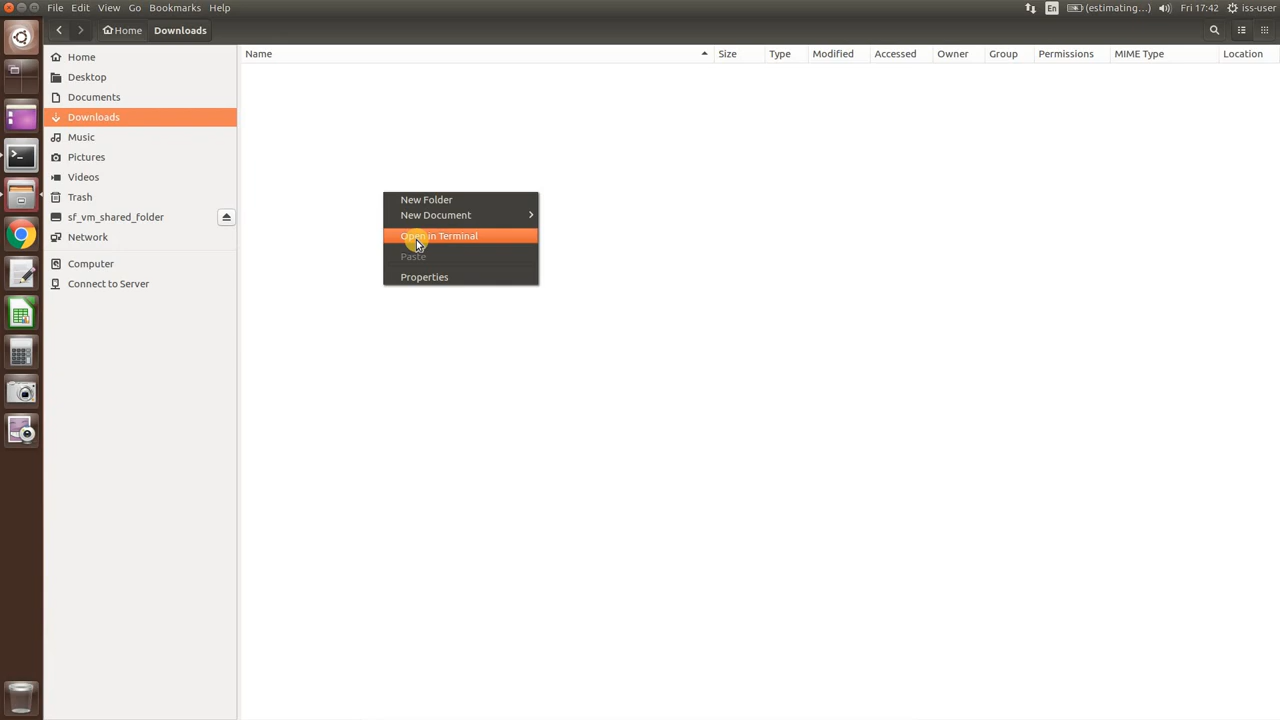 File Edit View Go Bookmarks Help En (estimating...) Fri 17:42 iss-user
Home Downloads
Name Size Type Modified Accessed Owner Group Permissions MIME Type Location
Home
Desktop
Documents
Downloads
Music
Pictures
Videos
Trash
sf_vm_shared_folder
Network
Computer
Connect to Server
New Folder
New Document
Open in Terminal
Paste
Properties